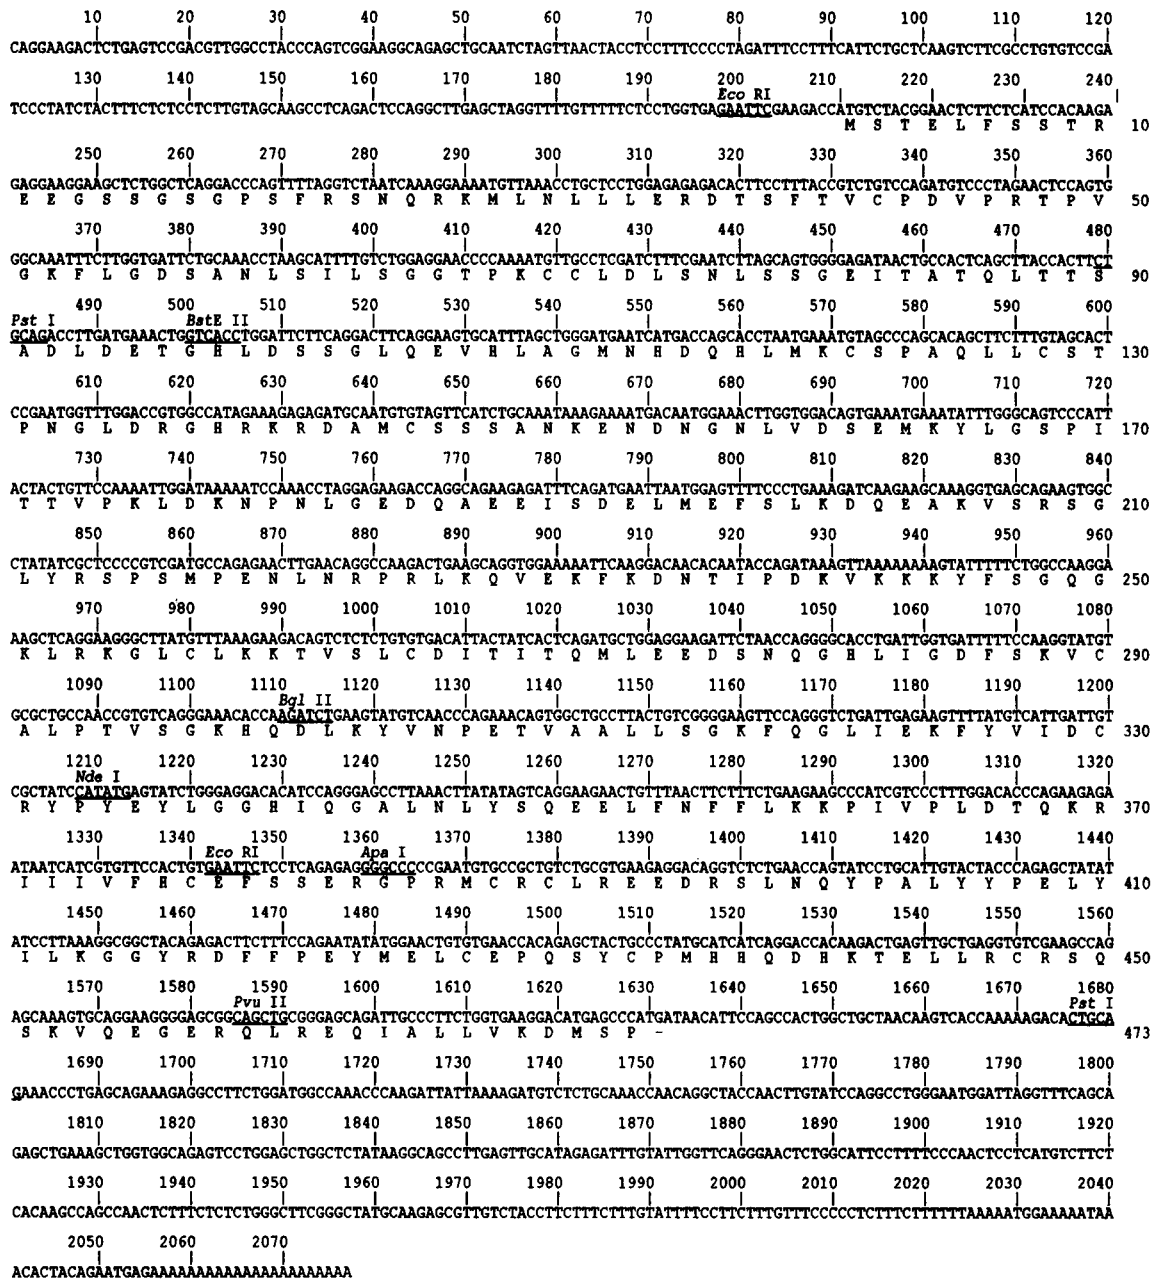 10 20 30 40 50 60 70 80 90 100 110 120
CAGGAAGACTCTGAGTCCGACGTTGGCCTACCCAGTCGGAAGGCAGAGCTGCAATCTAGTTAACTACCTCCTTTCCCCTAGATTTCCTTTCATTCTGCTCAAGTCTTCGCCTGTGTCCGA
130 140 150 160 170 180 190 200 210 220 230 240
Eco RI
TCCCTATCTACTTTCTCTCCTCTTGTAGCAAGCCTCAGACTCCAGGCTTGAGCTAGGTTTTGTTTTTCTCCTGGTGAGAATTCGAAGACCATGTCTACGGAACTCTTCTCATCCACAAGA
M S T E L F S S T R 10
250 260 270 280 290 300 310 320 330 340 350 360
GAGGAAGGAAGCTCTGGCTCAGGACCCAGTTTTAGGTCTAATCAAAGGAAAATGTTAAACCTGCTCCTGGAGAGAGACACTTCCTTTACCGTCTGTCCAGATGTCCCTAGAACTCCAGTG
E E G S S G S G P S F R S N Q R K M L N L L L E R D T S F T V C P D V P R T P V 50
370 380 390 400 410 420 430 440 450 460 470 480
GGCAAATTTCTTGGTGATTCTGCAAACCTAAGCATTTTGTCTGGAGGAACCCCAAAATGTTGCCTCGATCTTTCGAATCTTAGCAGTGGGGAGATAACTGCCACTCAGCTTACCACTTCT
G K F L G D S A N L S I L S G G T P K C C L D L S N L S S G E I T A T Q L T T S 90
490 500 510 520 530 540 550 560 570 580 590 600
Pst I BstE II
GCAGACCTTGATGAAACTGGTCACCTGGATTCTTCAGGACTTCAGGAAGTGCATTTAGCTGGGATGAATCATGACCAGCACCTAATGAAATGTAGCCCAGCACAGCTTCTTTGTAGCACT
A D L D E T G H L D S S G L Q E V H L A G M N H D Q H L M K C S P A Q L L C S T 130
610 620 630 640 650 660 670 680 690 700 710 720
CCGAATGGTTTGGACCGTGGCCATAGAAAGAGAGATGCAATGTGTAGTTCATCTGCAAATAAAGAAAATGACAATGGAAACTTGGTGGACAGTGAAATGAAATATTTGGGCAGTCCCATT
P N G L D R G H R K R D A M C S S S A N K E N D N G N L V D S E M K Y L G S P I 170
730 740 750 760 770 780 790 800 810 820 830 840
ACTACTGTTCCAAAATTGGATAAAAATCCAAACCTAGGAGAAGACCAGGCAGAAGAGATTTCAGATGAATTAATGGAGTTTTCCCTGAAAGATCAAGAAGCAAAGGTGAGCAGAAGTGGC
T T V P K L D K N P N L G E D Q A E E I S D E L M E F S L K D Q E A K V S R S G 210
850 860 870 880 890 900 910 920 930 940 950 960
CTATATCGCTCCCCGTCGATGCCAGAGAACTTGAACAGGCCAAGACTGAAGCAGGTGGAAAAATTCAAGGACAACACAATACCAGATAAAGTTAAAAAAAAGTATTTTTCTGGCCAAGGA
L Y R S P S M P E N L N R P R L K Q V E K F K D N T I P D K V K K K Y F S G Q G 250
970 980 990 1000 1010 1020 1030 1040 1050 1060 1070 1080
AAGCTCAGGAAGGGCTTATGTTTAAAGAAGACAGTCTCTCTGTGTGACATTACTATCACTCAGATGCTGGAGGAAGATTCTAACCAGGGGCACCTGATTGGTGATTTTTCCAAGGTATGT
K L R K G L C L K K T V S L C D I T I T Q M L E E D S N Q G H L I G D F S K V C 290
1090 1100 1110 1120 1130 1140 1150 1160 1170 1180 1190 1200
Bgl II
GCGCTGCCAACCGTGTCAGGGAAACACCAAGATCTGAAGTATGTCAACCCAGAAACAGTGGCTGCCTTACTGTCGGGGAAGTTCCAGGGTCTGATTGAGAAGTTTTATGTCATTGATTGT
A L P T V S G K H Q D L K Y V N P E T V A A L L S G K F Q G L I E K F Y V I D C 330
1210 1220 1230 1240 1250 1260 1270 1280 1290 1300 1310 1320
Nde I
CGCTATCCATATGAGTATCTGGGAGGACACATCCAGGGAGCCTTAAACTTATATAGTCAGGAAGAACTGTTTAACTTCTTTCTGAAGAAGCCCATCGTCCCTTTGGACACCCAGAAGAGA
R Y P Y E Y L G G H I Q G A L N L Y S Q E E L F N F F L K K P I V P L D T Q K R 370
1330 1340 1350 1360 1370 1380 1390 1400 1410 1420 1430 1440
Eco RI Apa I
ATAATCATCGTGTTCCACTGTGAATTCTCCTCAGAGAGGGGCCCCCGAATGTGCCGCTGTCTGCGTGAAGAGGACAGGTCTCTGAACCAGTATCCTGCATTGTACTACCCAGAGCTATAT
I I I V F H C E F S S E R G P R M C R C L R E E D R S L N Q Y P A L Y Y P E L Y 410
1450 1460 1470 1480 1490 1500 1510 1520 1530 1540 1550 1560
ATCCTTAAAGGCGGCTACAGAGACTTCTTTCCAGAATATATGGAACTGTGTGAACCACAGAGCTACTGCCCTATGCATCATCAGGACCACAAGACTGAGTTGCTGAGGTGTCGAAGCCAG
I L K G G Y R D F F P E Y M E L C E P Q S Y C P M H H Q D H K T E L L R C R S Q 450
1570 1580 1590 1600 1610 1620 1630 1640 1650 1660 1670 1680
Pvu II Pst I
AGCAAAGTGCAGGAAGGGGAGCGGCAGCTGCGGGAGCAGATTGCCCTTCTGGTGAAGGACATGAGCCCATGATAACATTCCAGCCACTGGCTGCTAACAAGTCACCAAAAAGACACTGCA
S K V Q E G E R Q L R E Q I A L L V K D M S P - 473
1690 1700 1710 1720 1730 1740 1750 1760 1770 1780 1790 1800
GAAACCCTGAGCAGAAAGAGGCCTTCTGGATGGCCAAACCCAAGATTATTAAAAGATGTCTCTGCAAACCAACAGGCTACCAACTTGTATCCAGGCCTGGGAATGGATTAGGTTTCAGCA
1810 1820 1830 1840 1850 1860 1870 1880 1890 1900 1910 1920
GAGCTGAAAGCTGGTGGCAGAGTCCTGGAGCTGGCTCTATAAGGCAGCCTTGAGTTGCATAGAGATTTGTATTGGTTCAGGGAACTCTGGCATTCCTTTTCCCAACTCCTCATGTCTTCT
1930 1940 1950 1960 1970 1980 1990 2000 2010 2020 2030 2040
CACAAGCCAGCCAACTCTTTCTCTCTGGGCTTCGGGCTATGCAAGAGCGTTGTCTACCTTCTTTCTTTGTATTTTCCTTCTTTGTTTCCCCCTCTTTCTTTTTTAAAAATGGAAAAATAA
2050 2060 2070
ACACTACAGAATGAGAAAAAAAAAAAAAAAAAAAAAA